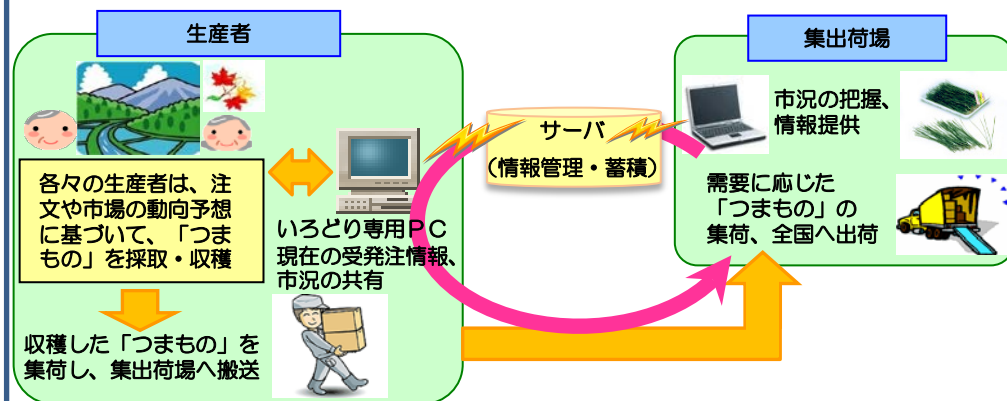 生産者
各々の生産者は、注
文や市場の動向予想
に基づいて、「つま
もの」を採取・収穫
いろどり専用ＰＣ
現在の受発注情報、
市況の共有
収穫した「つまもの」を
集荷し、集出荷場へ搬送
サーバ
（情報管理・蓄積）
集出荷場
市況の把握、
情報提供
需要に応じた
「つまもの」の
集荷、全国へ出荷